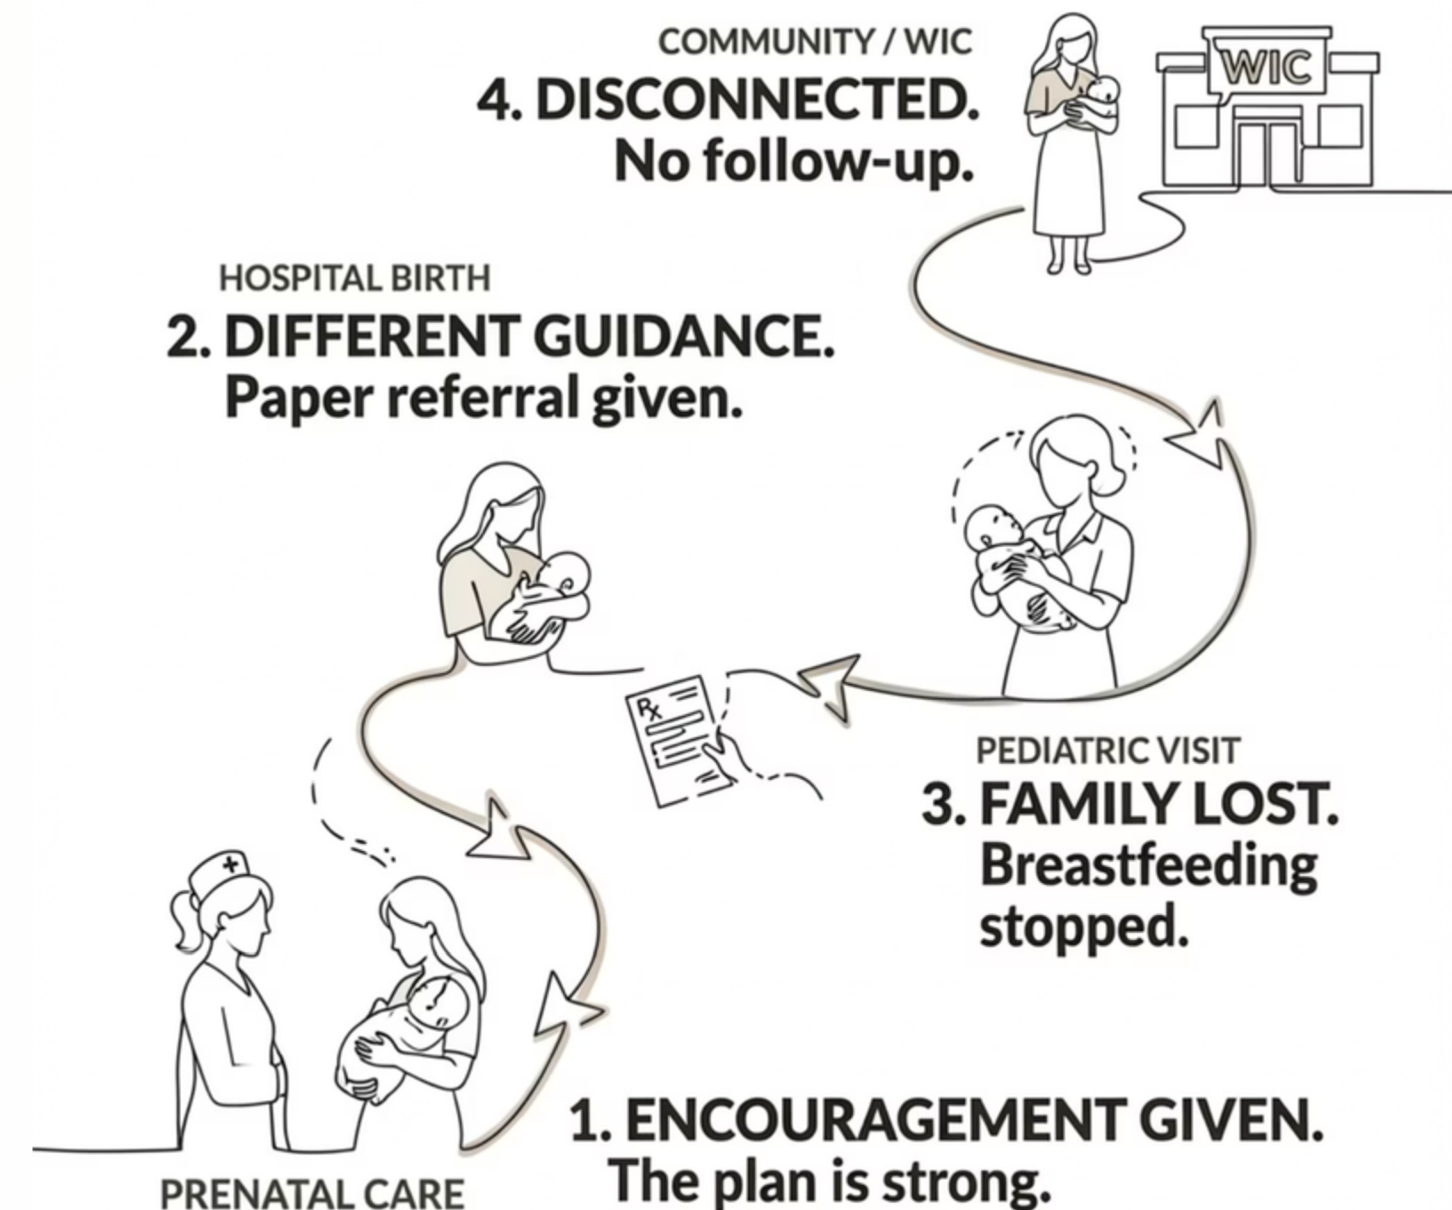 COMMUNITY / WIC
4. DISCONNECTED.
No follow-up.
WIC
HOSPITAL BIRTH
2. DIFFERENT GUIDANCE.
Paper referral given.
Rx
PEDIATRIC VISIT
3. FAMILY LOST.
Breastfeeding
stopped.
1. ENCOURAGEMENT GIVEN.
The plan is strong.
PRENATAL CARE